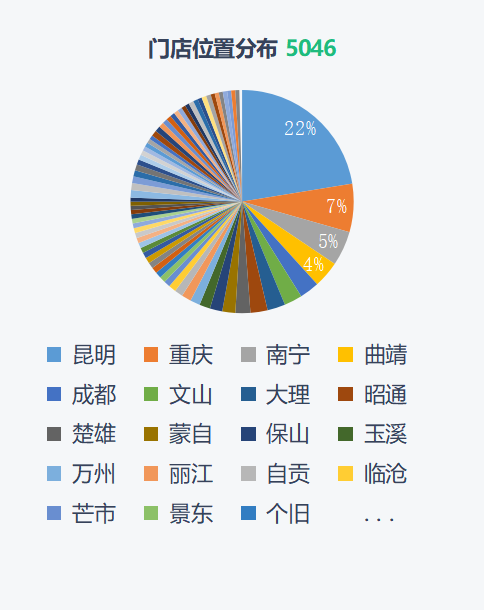 门店位置分布 5046
22%
7%
5%
4%
昆明 重庆 南宁 曲靖
成都 文山 大理 昭通
楚雄 蒙自 保山 玉溪
万州 丽江 自贡 临沧
芒市 景东 个旧 . . .